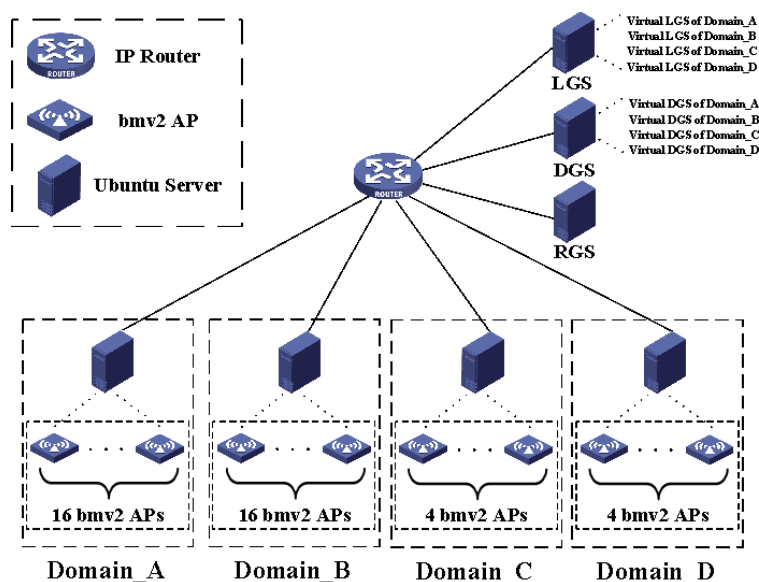 IP Router
ROUTER
bmv2 AP
Ubuntu Server
Virtual LGS of Domain_A
Virtual LGS of Domain_B
Virtual LGS of Domain_C
Virtual LGS of Domain_D
LGS
Virtual DGS of Domain_A
Virtual DGS of Domain_B
Virtual DGS of Domain_C
Virtual DGS of Domain_D
DGS
ROUTER
RGS
16 bmv2 APs
16 bmv2 APs
4 bmv2 APs
4 bmv2 APs
Domain_A
Domain_B
Domain_C
Domain_D